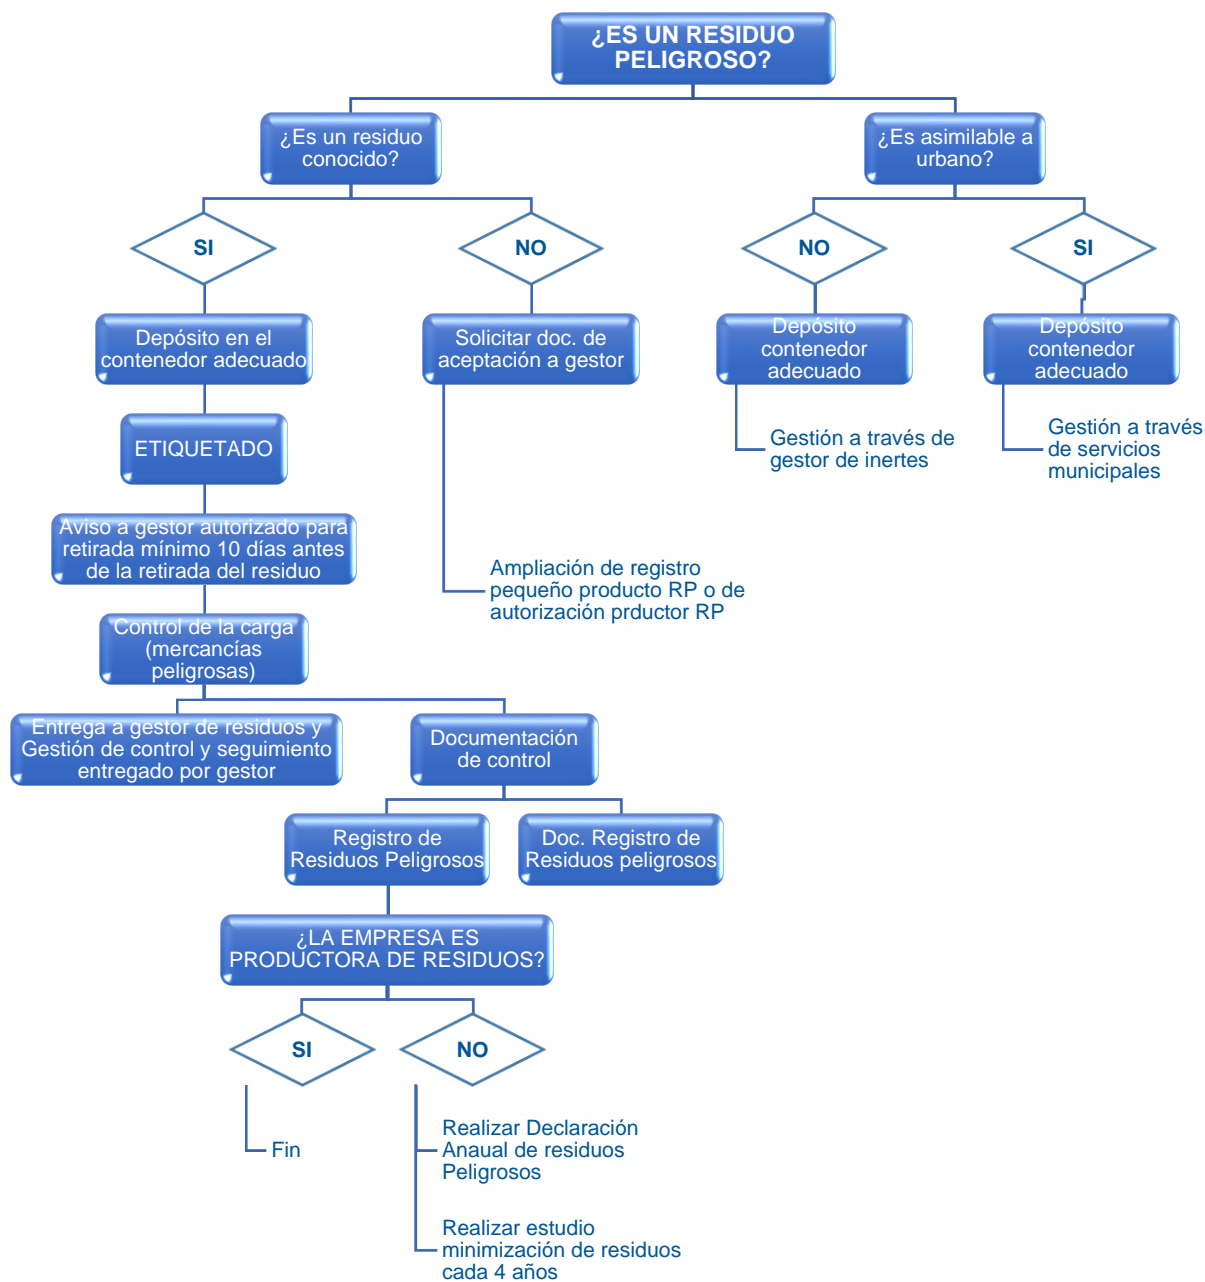 ¿ES UN RESIDUO
PELIGROSO?
¿Es un residuo
conocido?
¿Es asimilable a
urbano?
SI
NO
NO
SI
Depósito en el
contenedor adecuado
Solicitar doc. de
aceptación a gestor
Depósito
contenedor
adecuado
Depósito
contenedor
adecuado
ETIQUETADO
Gestión a través de
gestor de inertes
Gestión a través
de servicios
municipales
Aviso a gestor autorizado para
retirada mínimo 10 días antes
de la retirada del residuo
Ampliación de registro
pequeño producto RP o de
autorización prductor RP
Control de la carga
(mercancías
peligrosas)
Entrega a gestor de residuos y
Gestión de control y seguimiento
entregado por gestor
Documentación
de control
Registro de
Residuos Peligrosos
Doc. Registro de
Residuos peligrosos
¿LA EMPRESA ES
PRODUCTORA DE RESIDUOS?
SI
NO
Fin
Realizar Declaración
Anaual de residuos
Peligrosos
Realizar estudio
minimización de residuos
cada 4 años